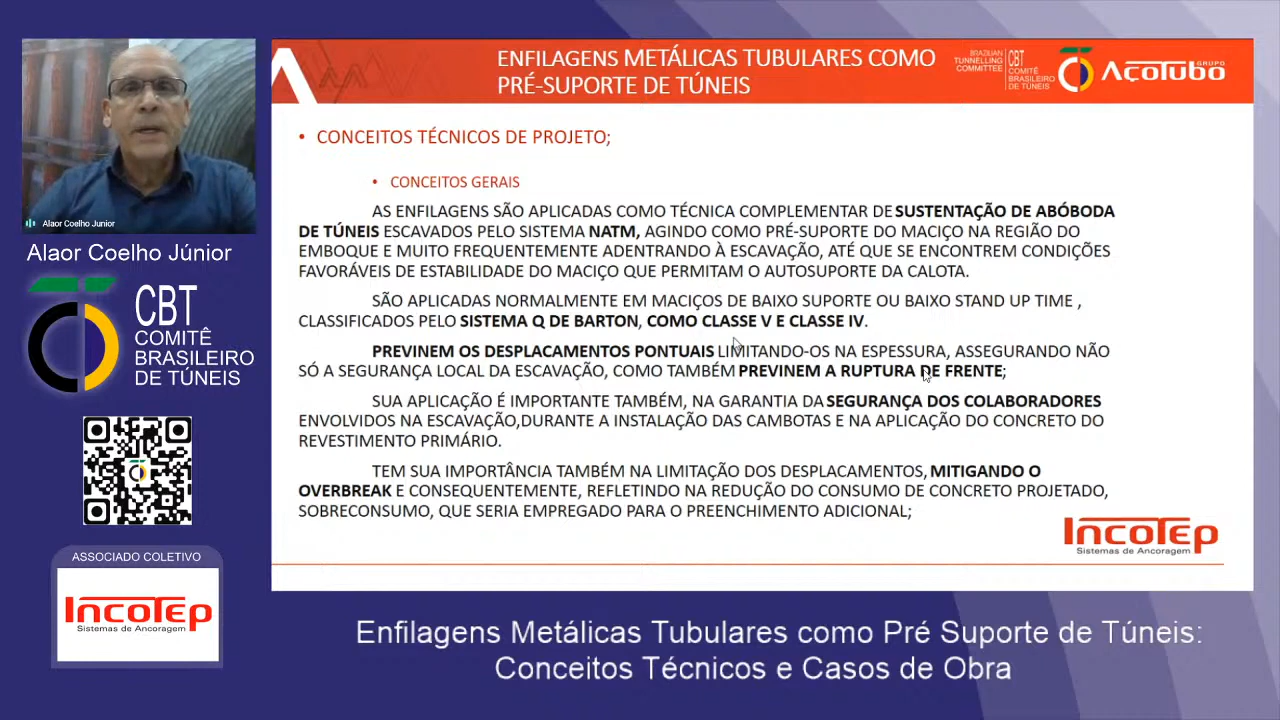 ENFILAGENS METÁLICAS TUBULARES COMO
PRÉ-SUPORTE DE TÚNEIS
BRAZILIAN
TUNNELLING
COMMITTEE
CBT
COMITÊ
BRASILEIRO
DE TÚNEIS
GRUPO
AÇOTUBO
• CONCEITOS TÉCNICOS DE PROJETO;
• CONCEITOS GERAIS
AS ENFILAGENS SÃO APLICADAS COMO TÉCNICA COMPLEMENTAR DE SUSTENTAÇÃO DE ABÓBODA
DE TÚNEIS ESCAVADOS PELO SISTEMA NATM, AGINDO COMO PRÉ-SUPORTE DO MACIÇO NA REGIÃO DO
EMBOQUE E MUITO FREQUENTEMENTE ADENTRANDO À ESCAVAÇÃO, ATÉ QUE SE ENCONTREM CONDIÇÕES
FAVORÁVEIS DE ESTABILIDADE DO MACIÇO QUE PERMITAM O AUTOSUPORTE DA CALOTA.
SÃO APLICADAS NORMALMENTE EM MACIÇOS DE BAIXO SUPORTE OU BAIXO STAND UP TIME ,
CLASSIFICADOS PELO SISTEMA Q DE BARTON, COMO CLASSE V E CLASSE IV.
PREVINEM OS DESPLACAMENTOS PONTUAIS LIMITANDO-OS NA ESPESSURA, ASSEGURANDO NÃO
SÓ A SEGURANÇA LOCAL DA ESCAVAÇÃO, COMO TAMBÉM PREVINEM A RUPTURA DE FRENTE;
SUA APLICAÇÃO É IMPORTANTE TAMBÉM, NA GARANTIA DA SEGURANÇA DOS COLABORADORES
ENVOLVIDOS NA ESCAVAÇÃO,DURANTE A INSTALAÇÃO DAS CAMBOTAS E NA APLICAÇÃO DO CONCRETO DO
REVESTIMENTO PRIMÁRIO.
TEM SUA IMPORTÂNCIA TAMBÉM NA LIMITAÇÃO DOS DESPLACAMENTOS, MITIGANDO O
OVERBREAK E CONSEQUENTEMENTE, REFLETINDO NA REDUÇÃO DO CONSUMO DE CONCRETO PROJETADO,
SOBRECONSUMO, QUE SERIA EMPREGADO PARA O PREENCHIMENTO ADICIONAL;
INCOTEP
Sistemas de Ancoragem
Alaor Coelho Junior
Alaor Coelho Júnior
CBT
COMITÊ
BRASILEIRO
DE TÚNEIS
ASSOCIADO COLETIVO
INCOTEP
Sistemas de Ancoragem
Enfilagens Metálicas Tubulares como Pré Suporte de Túneis:
Conceitos Técnicos e Casos de Obra